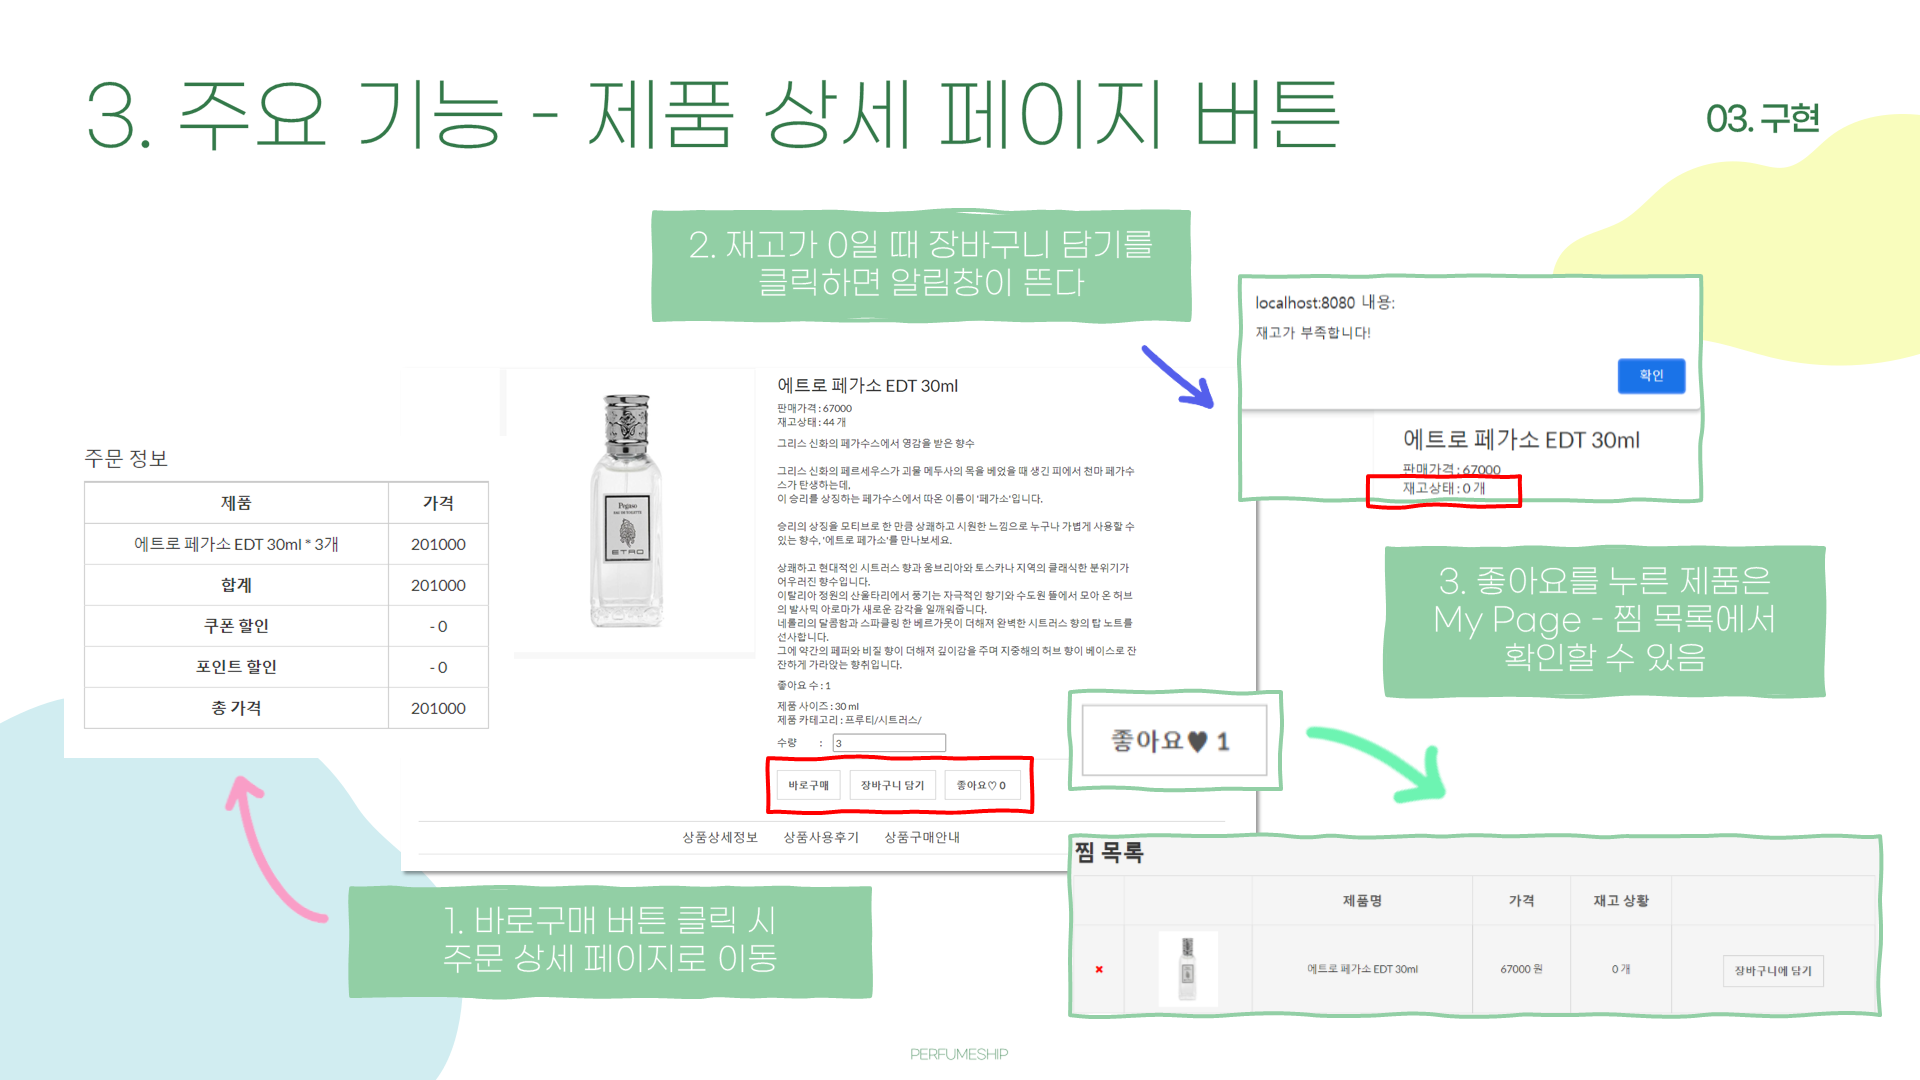 3. 주요 기능 - 제품 상세 페이지 버튼
03. 구현
2. 재고가 0일 때 장바구니 담기를
클릭하면 알림창이 뜬다
localhost:8080 내용:
재고가 부족합니다!
확인
에트로 페가소 EDT 30ml
판매가격 : 67000
재고상태 : 0 개
주문 정보
제품 가격
에트로 페가소 EDT 30ml * 3개 201000
합계 201000
쿠폰 할인 - 0
포인트 할인 - 0
총 가격 201000
Pegaso
EAU DE TOILETTE
ETRO
에트로 페가소 EDT 30ml
판매가격 : 67000
재고상태 : 44 개
그리스 신화의 페가수스에서 영감을 받은 향수
그리스 신화의 페르세우스가 괴물 메두사의 목을 베었을 때 생긴 피에서 천마 페가수
스가 탄생하는데,
이 승리를 상징하는 페가수스에서 따온 이름이 '페가소'입니다.
승리의 상징을 모티브로 한 만큼 상쾌하고 시원한 느낌으로 누구나 가볍게 사용할 수
있는 향수, '에트로 페가소'를 만나보세요.
상쾌하고 현대적인 시트러스 향과 움브리아와 토스카나 지역의 클래식한 분위기가
어우러진 향수입니다.
이탈리아 정원의 산울타리에서 풍기는 자극적인 향기와 수도원 뜰에서 모아 온 허브
의 발사믹 아로마가 새로운 감각을 일깨워줍니다.
네롤리의 달콤함과 스파클링 한 베르가못이 더해져 완벽한 시트러스 향의 탑 노트를
선사합니다.
그에 약간의 페퍼와 비질 향이 더해져 깊이감을 주며 지중해의 허브 향이 베이스로 잔
잔하게 가라앉는 향취입니다.
좋아요 수 : 1
제품 사이즈 : 30 ml
제품 카테고리 : 프루티/시트러스/
수량 : 3
바로구매 장바구니 담기 좋아요♡ 0
상품상세정보 상품사용후기 상품구매안내
3. 좋아요를 누른 제품은
My Page - 찜 목록에서
확인할 수 있음
좋아요♥ 1
찜 목록
제품명 가격 재고 상황
에트로 페가소 EDT 30ml 67000 원 0 개 장바구니에 담기
1. 바로구매 버튼 클릭 시
주문 상세 페이지로 이동
PERFUMESHIP